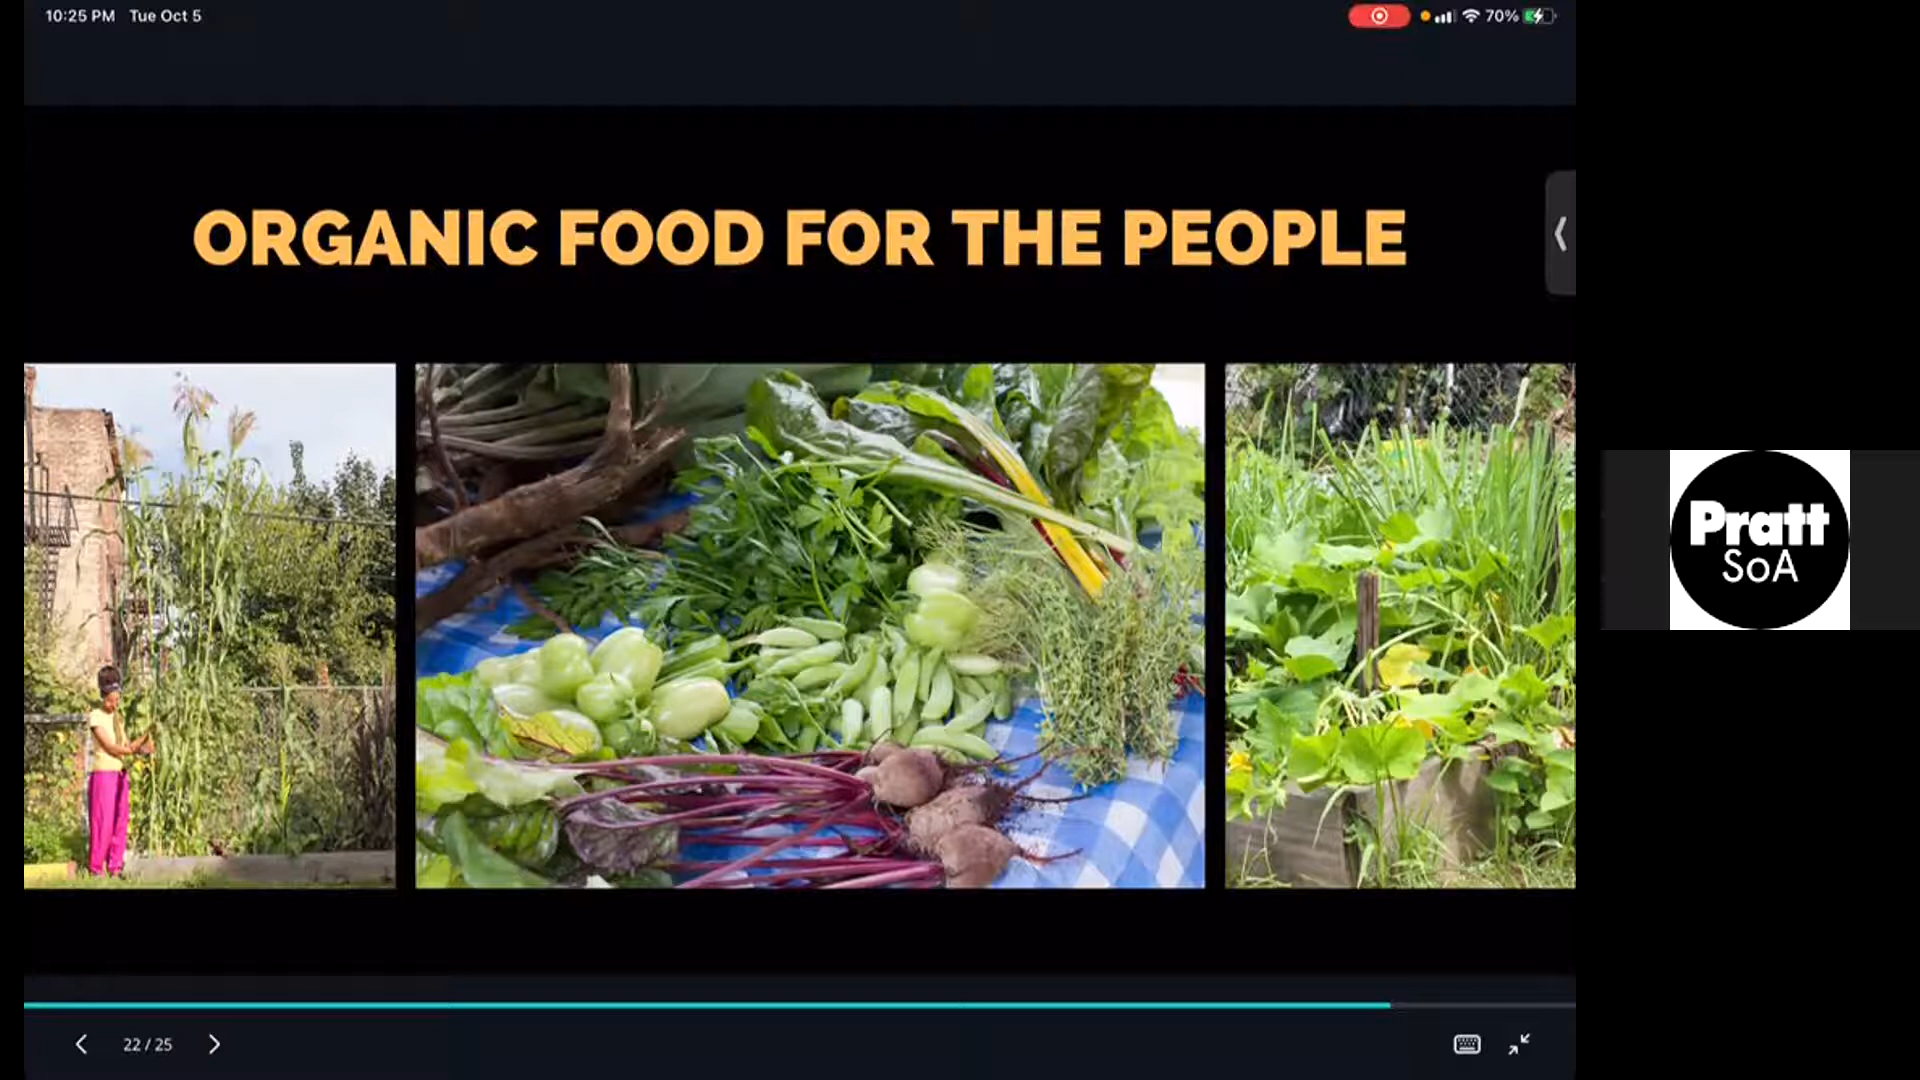 10:25 PM Tue Oct 5
70%
ORGANIC FOOD FOR THE PEOPLE
Pratt
SoA
22 / 25